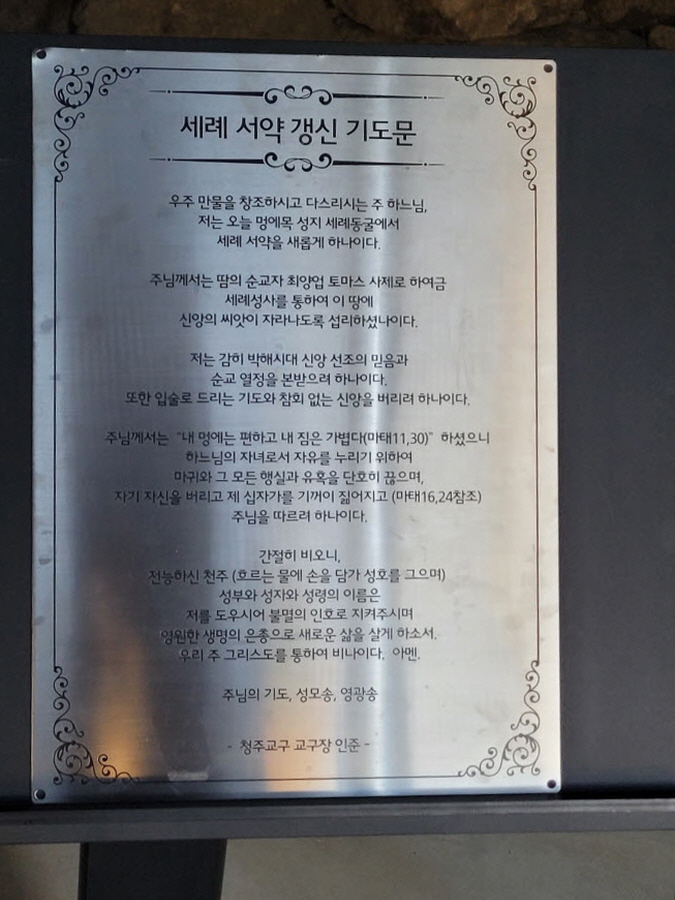 세례 서약 갱신 기도문
우주 만물을 창조하시고 다스리시는 주 하느님,
저는 오늘 멍에목 성지 세례동굴에서
세례 서약을 새롭게 하나이다.
주님께서는 땀의 순교자 최양업 토마스 사제로 하여금
세례성사를 통하여 이 땅에
신앙의 씨앗이 자라나도록 섭리하셨나이다.
저는 감히 박해시대 신앙 선조의 믿음과
순교 열정을 본받으려 하나이다.
또한 입술로 드리는 기도와 참회 없는 신앙을 버리려 하나이다.
주님께서는 "내 멍에는 편하고 내 짐은 가볍다(마태11,30)" 하셨으니
하느님의 자녀로서 자유를 누리기 위하여
마귀와 그 모든 행실과 유혹을 단호히 끊으며,
자기 자신을 버리고 제 십자가를 기꺼이 짊어지고 (마태16,24참조)
주님을 따르려 하나이다.
간절히 비오니,
전능하신 천주 (흐르는 물에 손을 담가 성호를 그으며)
성부와 성자와 성령의 이름은
저를 도우시어 불멸의 인호로 지켜주시며
영원한 생명의 은총으로 새로운 삶을 살게 하소서.
우리 주 그리스도를 통하여 비나이다. 아멘.
주님의 기도, 성모송, 영광송
- 청주교구 교구장 인준 -